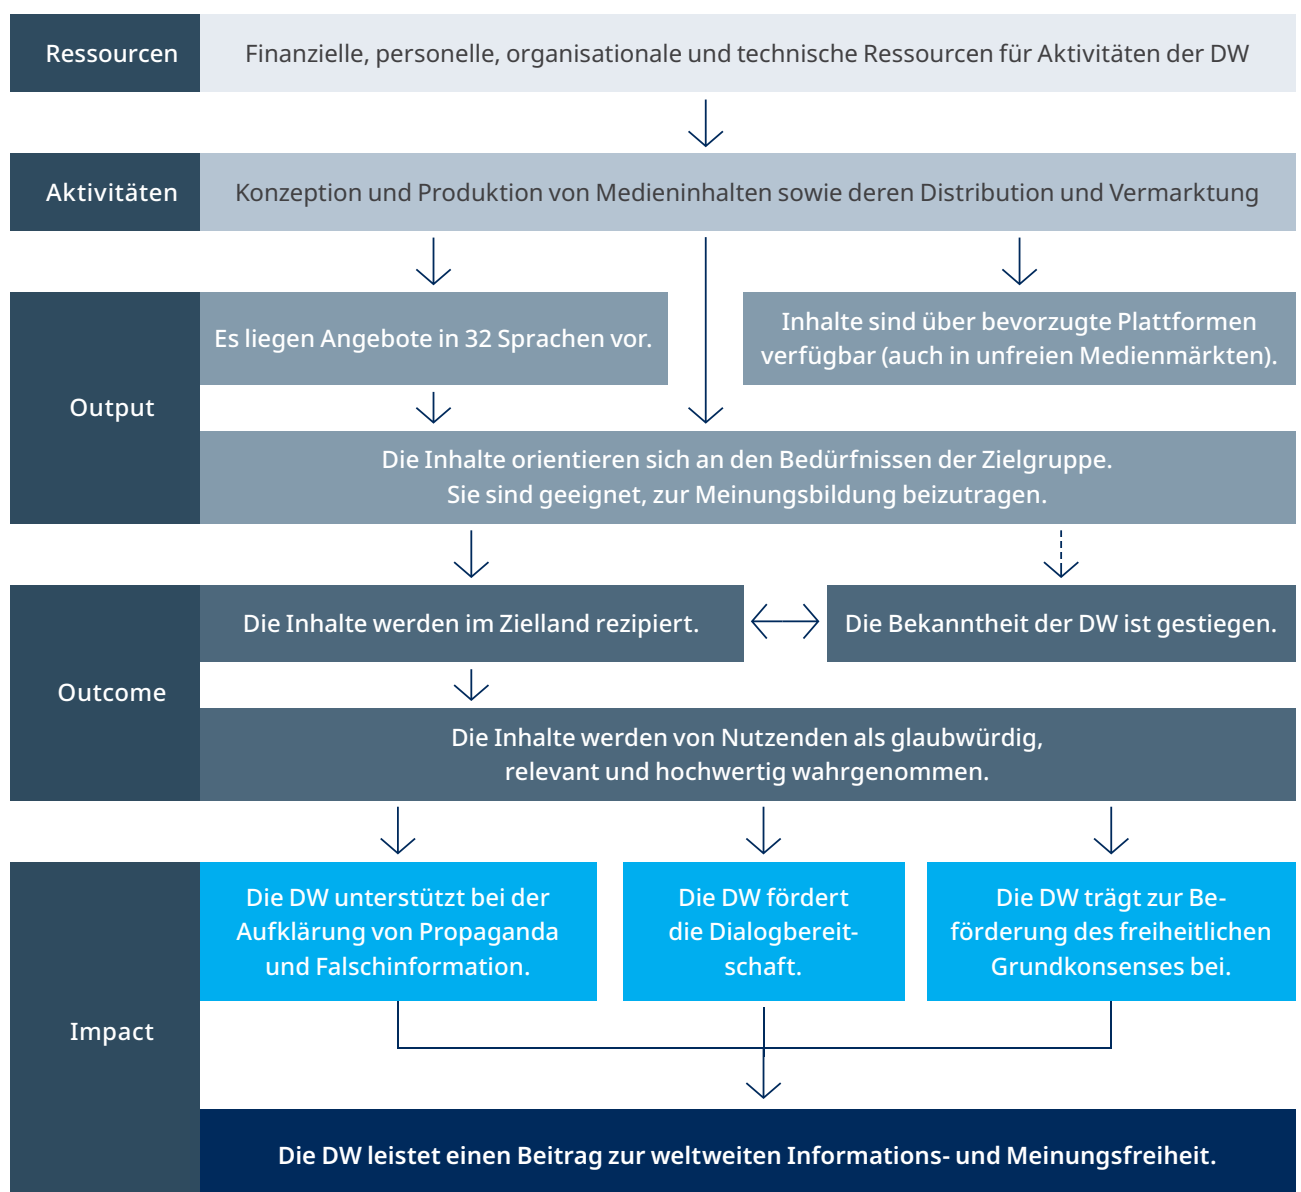 Ressourcen
Finanzielle, personelle, organisationale und technische Ressourcen für Aktivitäten der DW
Aktivitäten
Konzeption und Produktion von Medieninhalten sowie deren Distribution und Vermarktung
Output
Es liegen Angebote in 32 Sprachen vor.
Inhalte sind über bevorzugte Plattformen
verfügbar (auch in unfreien Medienmärkten).
Die Inhalte orientieren sich an den Bedürfnissen der Zielgruppe.
Sie sind geeignet, zur Meinungsbildung beizutragen.
Outcome
Die Inhalte werden im Zielland rezipiert.
Die Bekanntheit der DW ist gestiegen.
Die Inhalte werden von Nutzenden als glaubwürdig,
relevant und hochwertig wahrgenommen.
Impact
Die DW unterstützt bei der
Aufklärung von Propaganda
und Falschinformation.
Die DW fördert
die Dialogbereit-
schaft.
Die DW trägt zur Be-
förderung des freiheitlichen
Grundkonsenses bei.
Die DW leistet einen Beitrag zur weltweiten Informations- und Meinungsfreiheit.